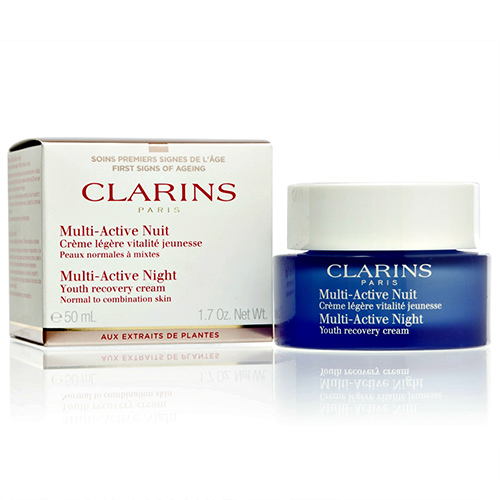 SOINS PREMIERS SIGNES DE L'ÂGE
FIRST SIGNS OF AGEING
CLARINS
PARIS
Multi-Active Nuit
Crème légère vitalité jeunesse
Peaux normales à mixtes
Multi-Active Night
Youth recovery cream
Normal to combination skin
℮ 50 mL 1.7 Oz. Net Wt.
AUX EXTRAITS DE PLANTES
CLARINS
PARIS
Multi-Active Nuit
Crème légère vitalité jeunesse
Multi-Active Night
Youth recovery cream